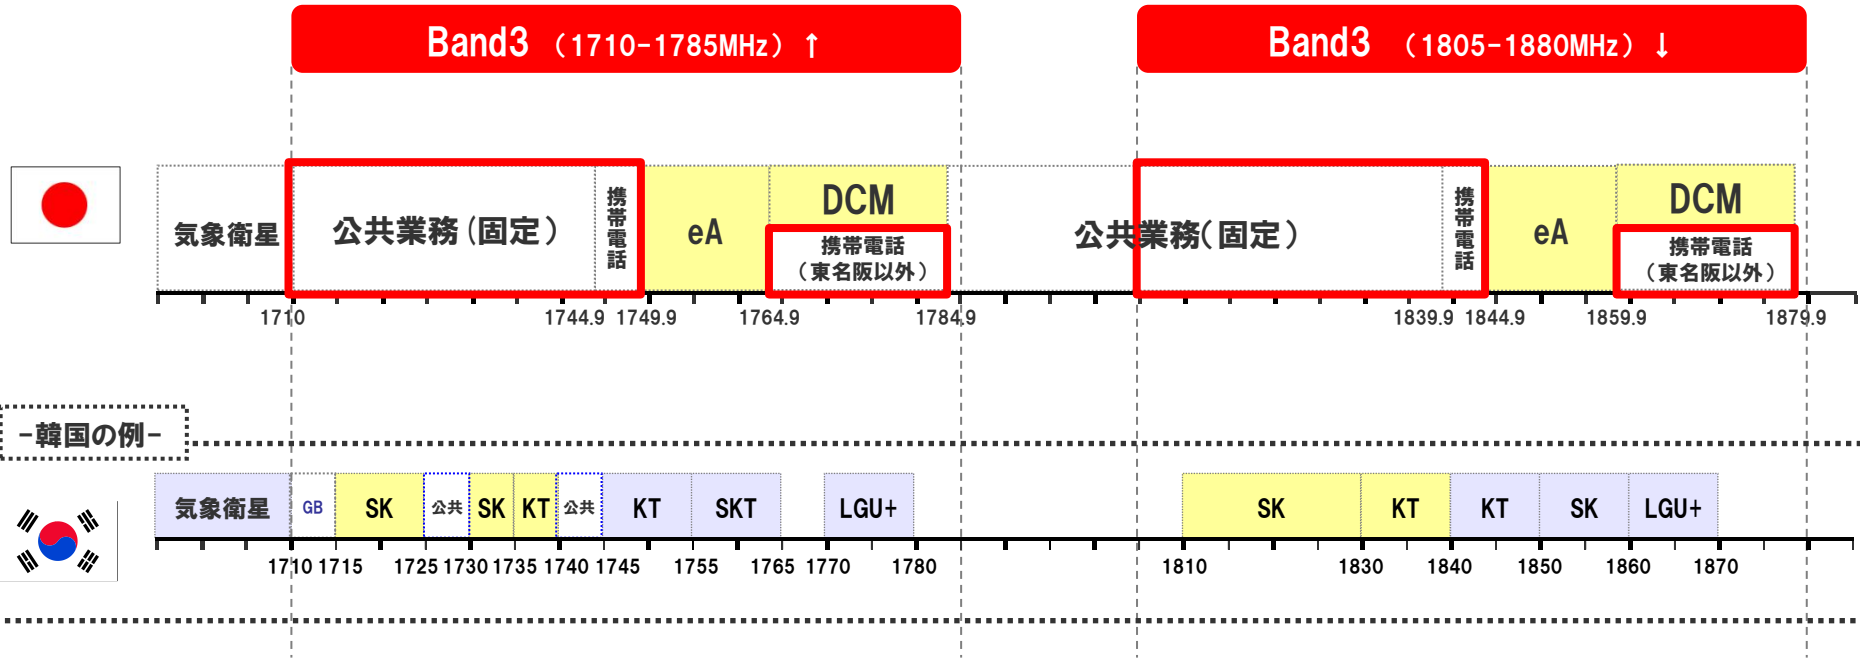 Band3 （1710-1785MHz）↑
Band3 （1805-1880MHz）↓
気象衛星
公共業務（固定）
携帯電話
eA
DCM
携帯電話
（東名阪以外）
公共業務（固定）
携帯電話
eA
DCM
携帯電話
（東名阪以外）
1710 1744.9 1749.9 1764.9 1784.9 1839.9 1844.9 1859.9 1879.9
-韓国の例-
気象衛星 GB SK 公共 SK KT 公共 KT SKT LGU+ SK KT KT SK LGU+
1710 1715 1725 1730 1735 1740 1745 1755 1765 1770 1780 1810 1830 1840 1850 1860 1870